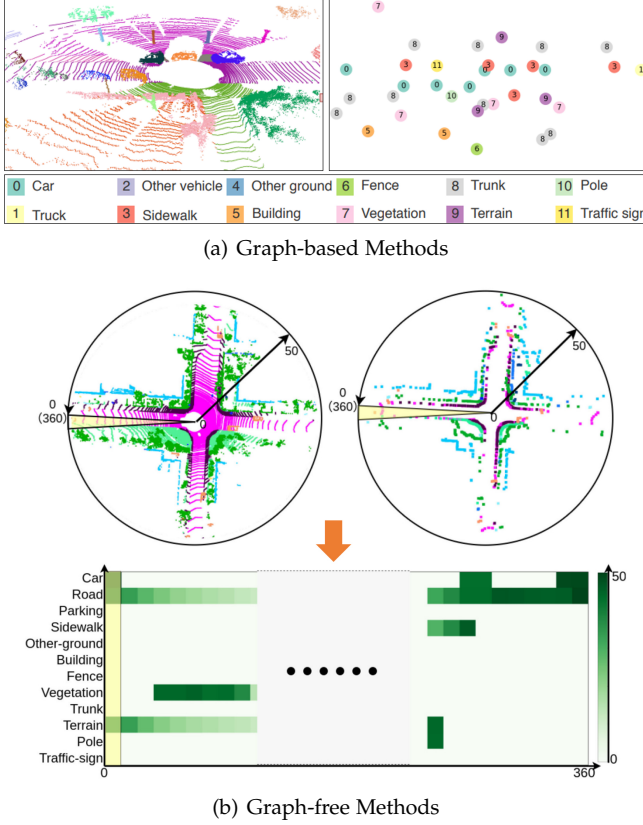 7
9
8 8 8 8
0 3 11 3 0 0 0 3 1
0 0 0 0
8 8 8 10 8 9 3 7 9 7
8 7
5 5 8 8
6
0 Car 2 Other vehicle 4 Other ground 6 Fence 8 Trunk 10 Pole
1 Truck 3 Sidewalk 5 Building 7 Vegetation 9 Terrain 11 Traffic sign
(a) Graph-based Methods
50 50
0 0
(360) 0 (360) 0
Car 50
Road
Parking
Sidewalk
Other-ground
Building
Fence
Vegetation
Trunk
Terrain
Pole
Traffic-sign 0
0 360
(b) Graph-free Methods